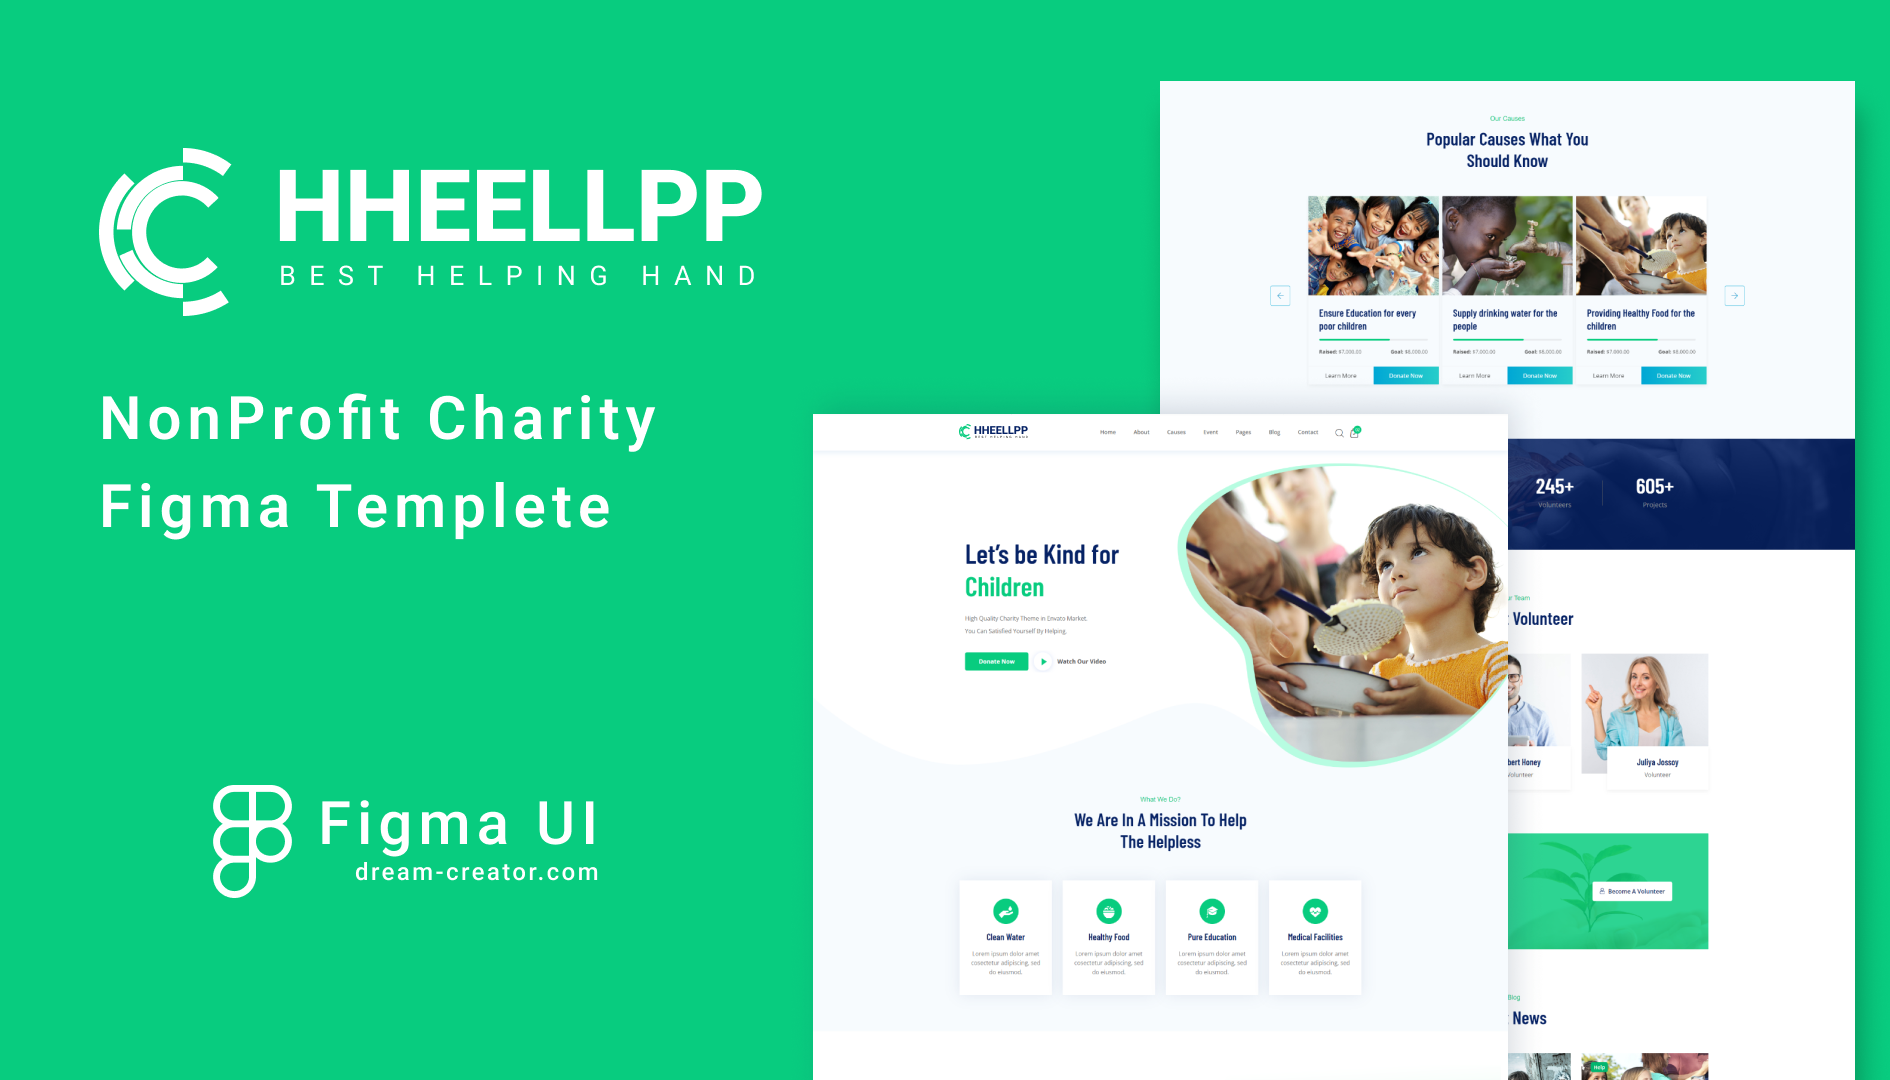 HHEELLPP
BEST HELPING HAND
NonProfit Charity
Figma Templete
Figma UI
dream-creator.com
Our Causes
Popular Causes What You
Should Know
Ensure Education for every
poor children
Raised: $7,000.00 Goal: $8,000.00
Learn More Donate Now
Supply drinking water for the
people
Raised: $7,000.00 Goal: $8,000.00
Learn More Donate Now
Providing Healthy Food for the
children
Raised: $7,000.00 Goal: $8,000.00
Learn More Donate Now
HHEELLPP
BEST HELPING HAND
Home About Causes Event Pages Blog Contact
Let's be Kind for
Children
High Quality Charity Theme in Envato Market.
You Can Satisfied Yourself By Helping.
Donate Now Watch Our Video
What We Do?
We Are In A Mission To Help
The Helpless
Clean Water
Lorem ipsum dolor amet
cosectetur adipiscing, sed
do eiusmod.
Healthy Food
Lorem ipsum dolor amet
cosectetur adipiscing, sed
do eiusmod.
Pure Education
Lorem ipsum dolor amet
cosectetur adipiscing, sed
do eiusmod.
Medical Facilities
Lorem ipsum dolor amet
cosectetur adipiscing, sed
do eiusmod.
245+
Volunteers
605+
Projects
Team
Volunteer
bert Honey
Volunteer
Juliya Jossoy
Volunteer
Become A Volunteer
Blog
News
Help